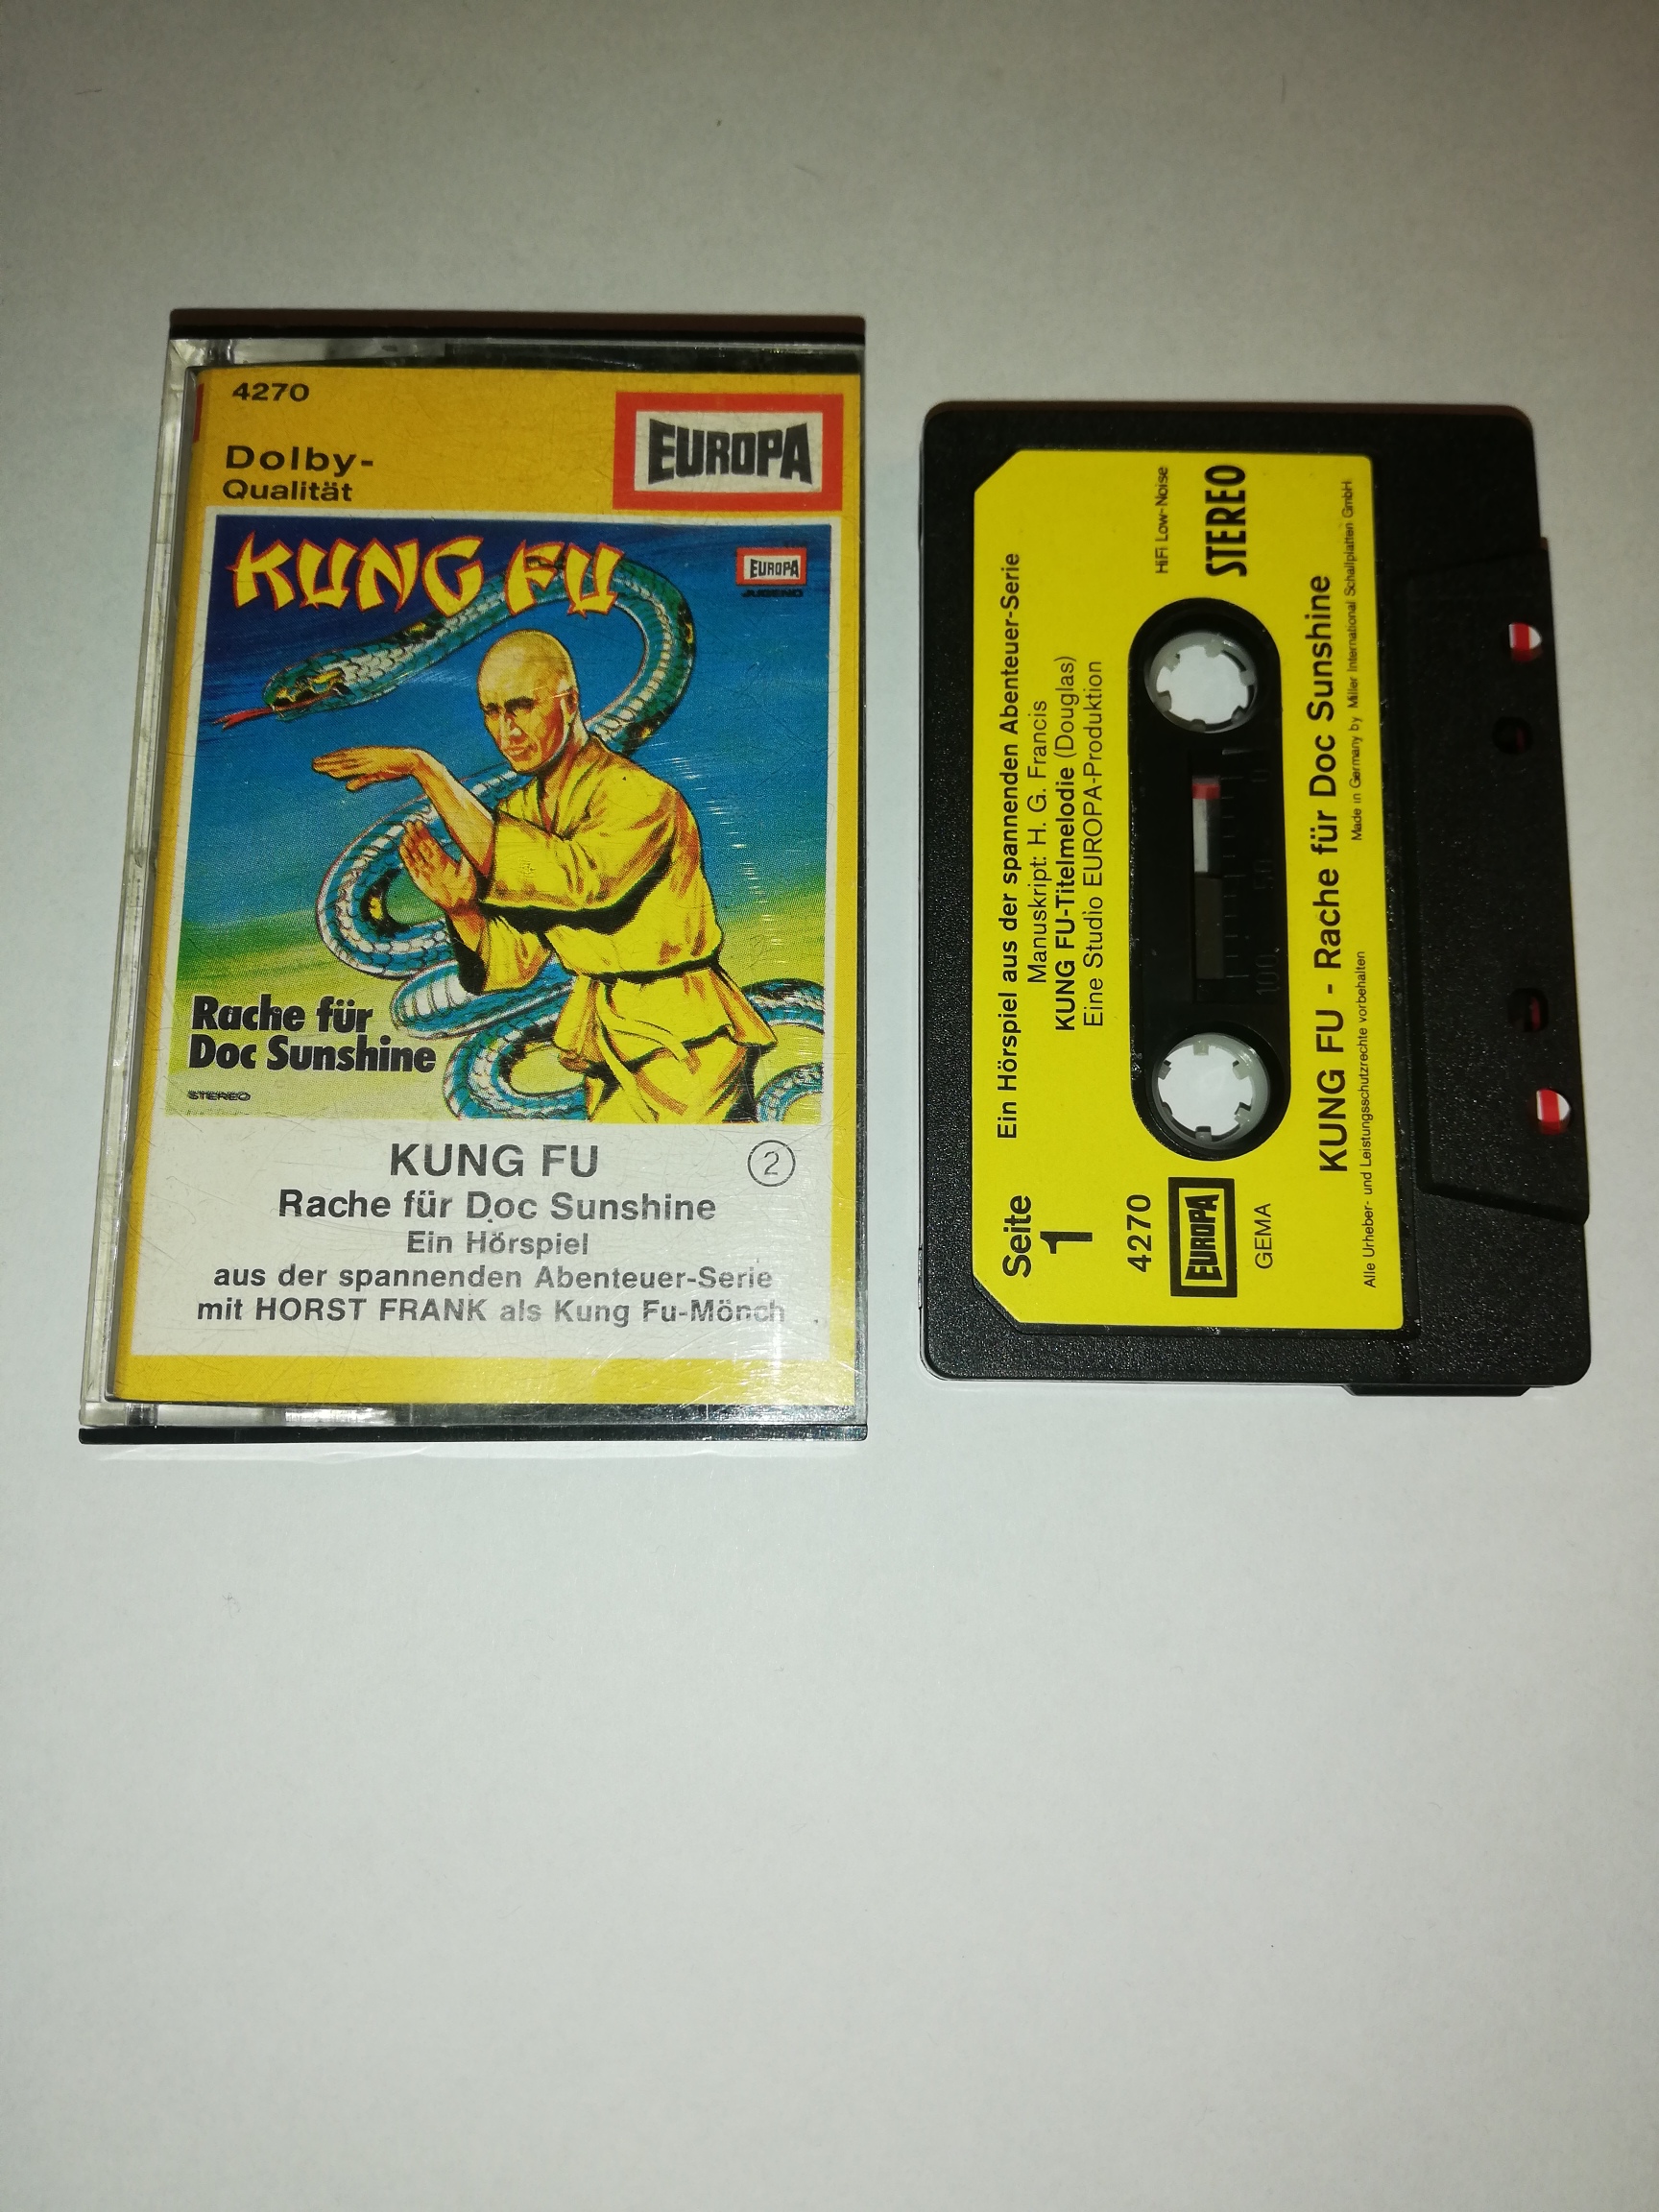 4270
EUROPA
Dolby-
Qualität
KUNG FU
EUROPA
JUGEND
Rache für
Doc Sunshine
STEREO
KUNG FU
2
Rache für Doc Sunshine
Ein Hörspiel
aus der spannenden Abenteuer-Serie
mit HORST FRANK als Kung Fu-Mönch
Seite
1
Ein Hörspiel aus der spannenden Abenteuer-Serie
Manuskript: H. G. Francis
KUNG FU-Titelmelodie (Douglas)
Eine Studio EUROPA-Produktion
4270
EUROPA
GEMA
HiFi Low-Noise
STEREO
100 50 0
KUNG FU - Rache für Doc Sunshine
Alle Urheber- und Leistungsschutzrechte vorbehalten
Made in Germany by Miller International Schallplatten GmbH